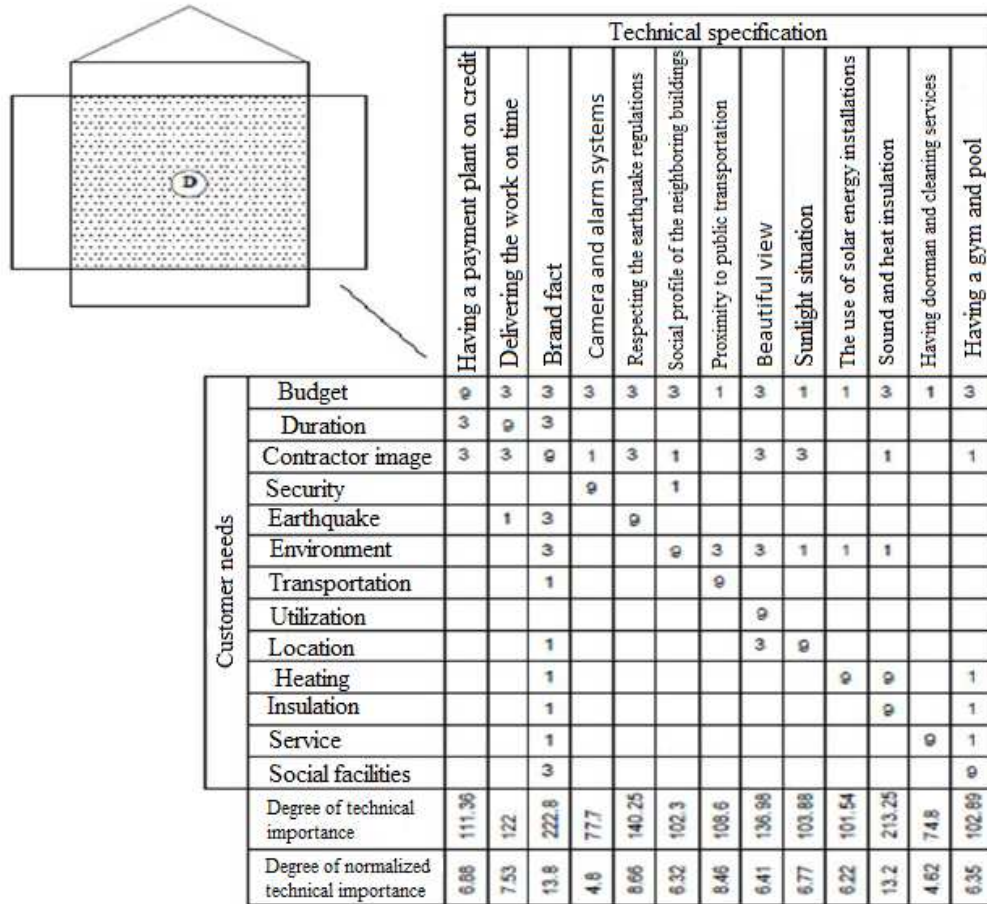 D
Technical specification
Having a payment plant on credit
Delivering the work on time
Brand fact
Camera and alarm systems
Respecting the earthquake regulations
Social profile of the neighboring buildings
Proximity to public transportation
Beautiful view
Sunlight situation
The use of solar energy installations
Sound and heat insulation
Having doorman and cleaning services
Having a gym and pool
Customer needs
Budget 9 3 3 3 3 3 1 3 1 1 3 1 3
Duration 3 9 3
Contractor image 3 3 9 1 3 1 3 3 1 1
Security 9 1
Earthquake 1 3 9
Environment 3 9 3 3 1 1 1
Transportation 1 9
Utilization 9
Location 1 3 9
Heating 1 9 9 1
Insulation 1 9 1
Service 1 9 1
Social facilities 3 9
Degree of technical
importance
111.36 122 222.8 77.7 140.25 102.3 108.6 136.98 103.88 101.54 213.25 74.8 102.89
Degree of normalized
technical importance
6.88 7.53 13.8 4.8 8.66 6.32 8.46 6.41 6.77 6.22 13.2 4.62 6.35